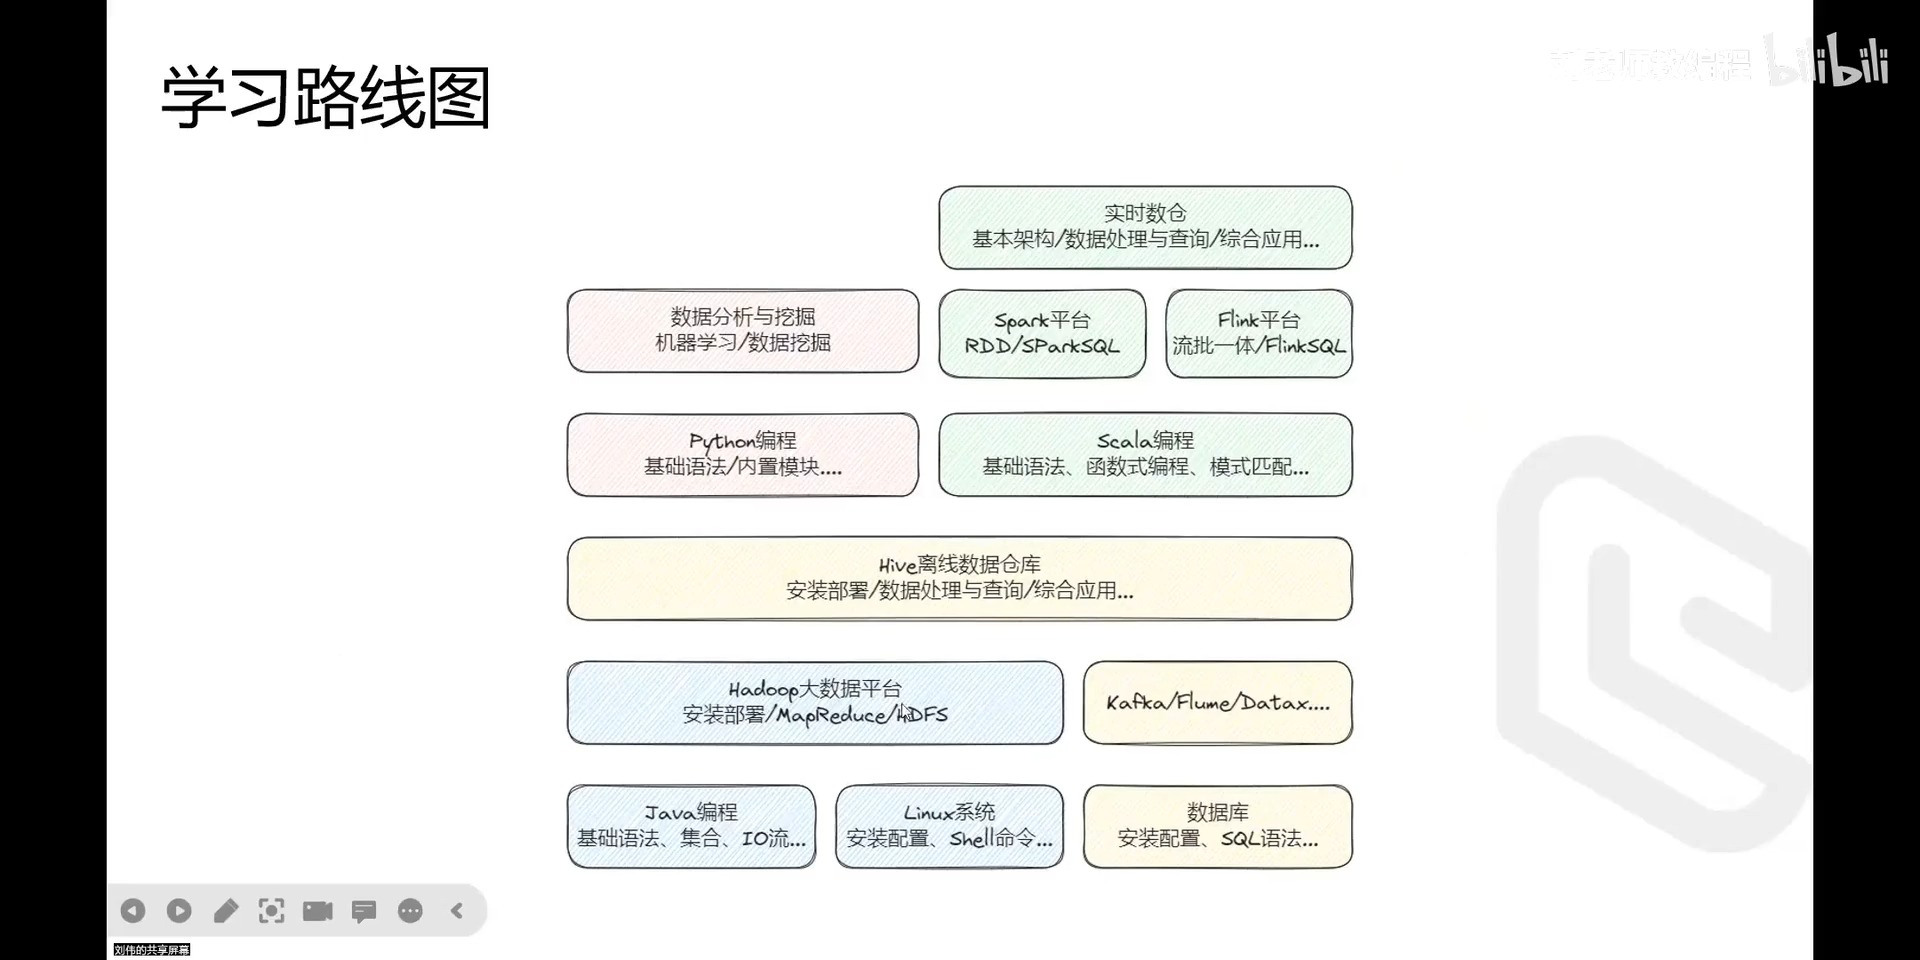 学习路线图
bilibili
实时数仓
基本架构/数据处理与查询/综合应用...
数据分析与挖掘
机器学习/数据挖掘
Spark平台
RDD/SParkSQL
Flink平台
流批一体/FlinkSQL
Python编程
基础语法/内置模块....
Scala编程
基础语法、函数式编程、模式匹配...
Hive离线数据仓库
安装部署/数据处理与查询/综合应用...
Hadoop大数据平台
安装部署/MapReduce/HDFS
Kafka/Flume/Datax....
Java编程
基础语法、集合、IO流...
Linux系统
安装配置、Shell命令...
数据库
安装配置、SQL语法...
刘伟的共享屏幕